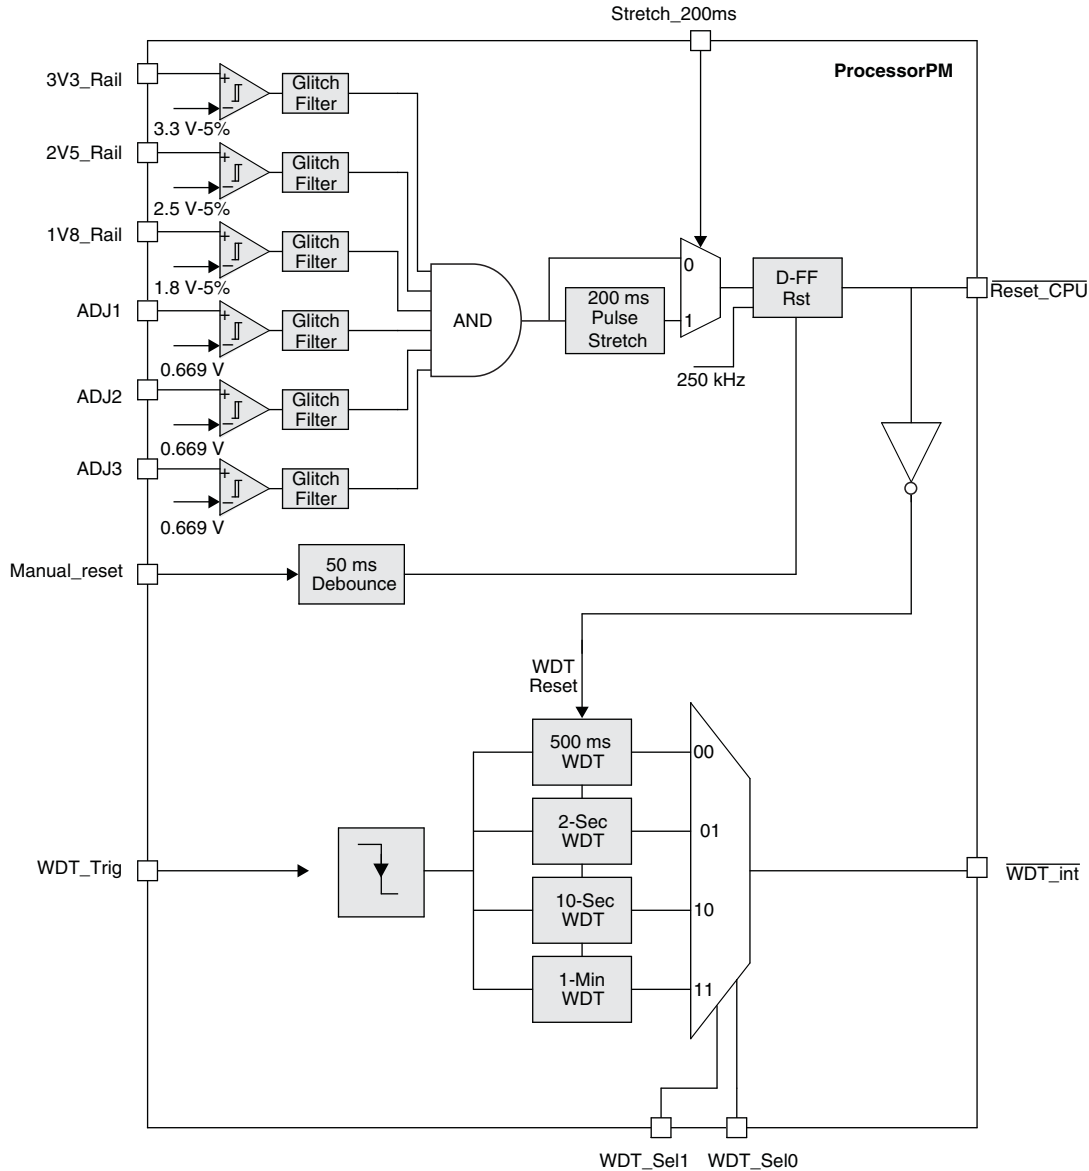 Stretch_200ms
ProcessorPM
3V3_Rail
+
−
Glitch
Filter
3.3 V-5%
2V5_Rail
+
−
Glitch
Filter
2.5 V-5%
1V8_Rail
+
−
Glitch
Filter
1.8 V-5%
ADJ1
+
−
Glitch
Filter
0.669 V
ADJ2
+
−
Glitch
Filter
0.669 V
ADJ3
+
−
Glitch
Filter
0.669 V
AND
200 ms
Pulse
Stretch
0
1
250 kHz
D-FF
Rst
Reset_CPU
Manual_reset
50 ms
Debounce
WDT
Reset
500 ms
WDT
00
2-Sec
WDT
01
WDT_Trig
WDT_int
10-Sec
WDT
10
1-Min
WDT
11
WDT_Sel1
WDT_Sel0